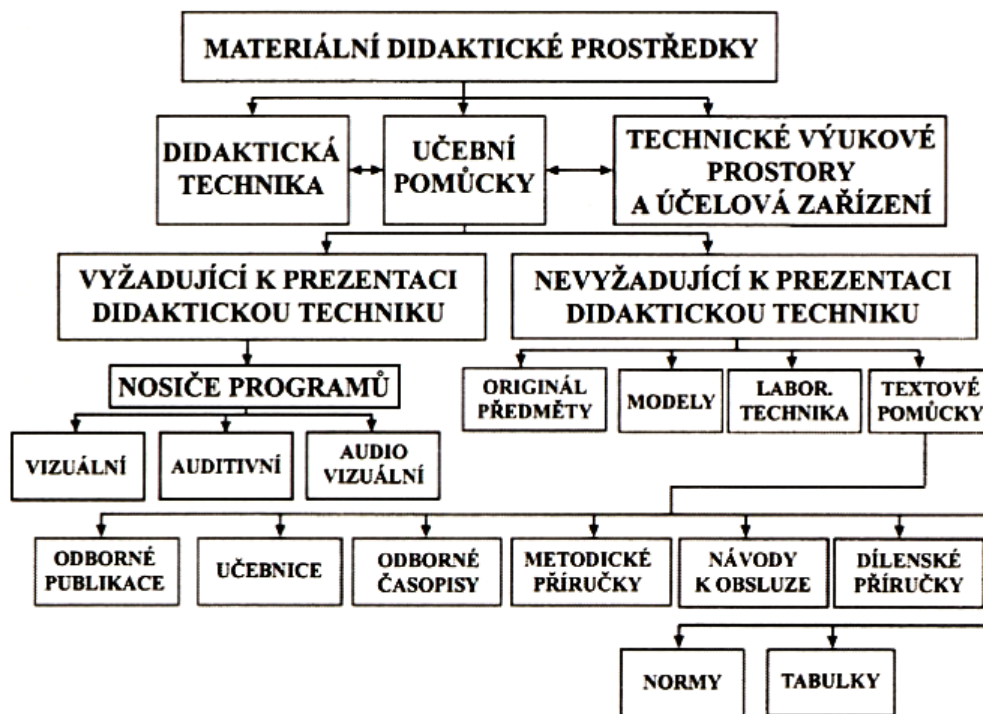 MATERIÁLNÍ DIDAKTICKÉ PROSTŘEDKY
DIDAKTICKÁ
TECHNIKA
UČEBNÍ
POMŮCKY
TECHNICKÉ VÝUKOVÉ
PROSTORY
A ÚČELOVÁ ZAŘÍZENÍ
VYŽADUJÍCÍ K PREZENTACI
DIDAKTICKOU TECHNIKU
NEVYŽADUJÍCÍ K PREZENTACI
DIDAKTICKOU TECHNIKU
NOSIČE PROGRAMŮ
ORIGINÁL
PŘEDMĚTY
MODELY
LABOR.
TECHNIKA
TEXTOVÉ
POMŮCKY
VIZUÁLNÍ
AUDITIVNÍ
AUDIO
VIZUÁLNÍ
ODBORNÉ
PUBLIKACE
UČEBNICE
ODBORNÉ
ČASOPISY
METODICKÉ
PŘÍRUČKY
NÁVODY
K OBSLUZE
DÍLENSKÉ
PŘÍRUČKY
NORMY
TABULKY